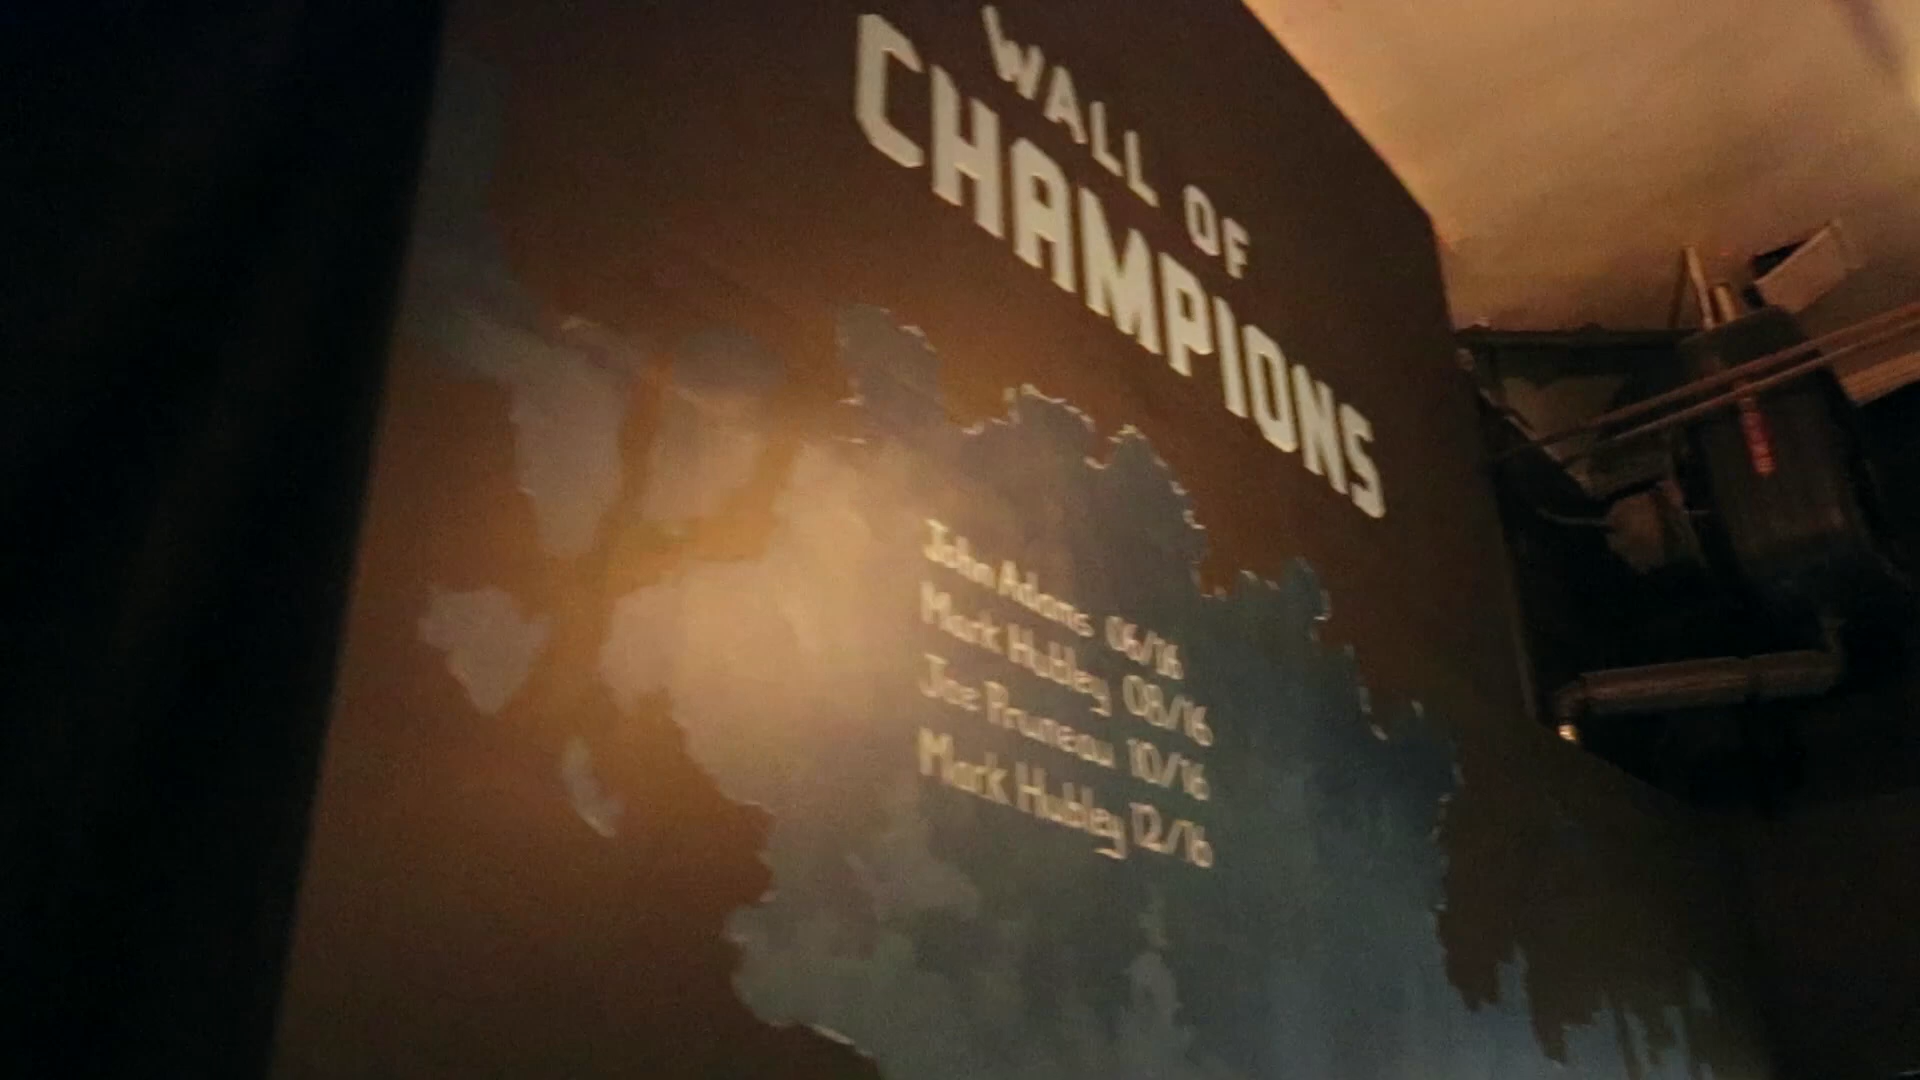 WALL OF
CHAMPIONS
John Adams 06/16
Mark Hubley 08/16
Joe Pruneau 10/16
Mark Hubley 12/16